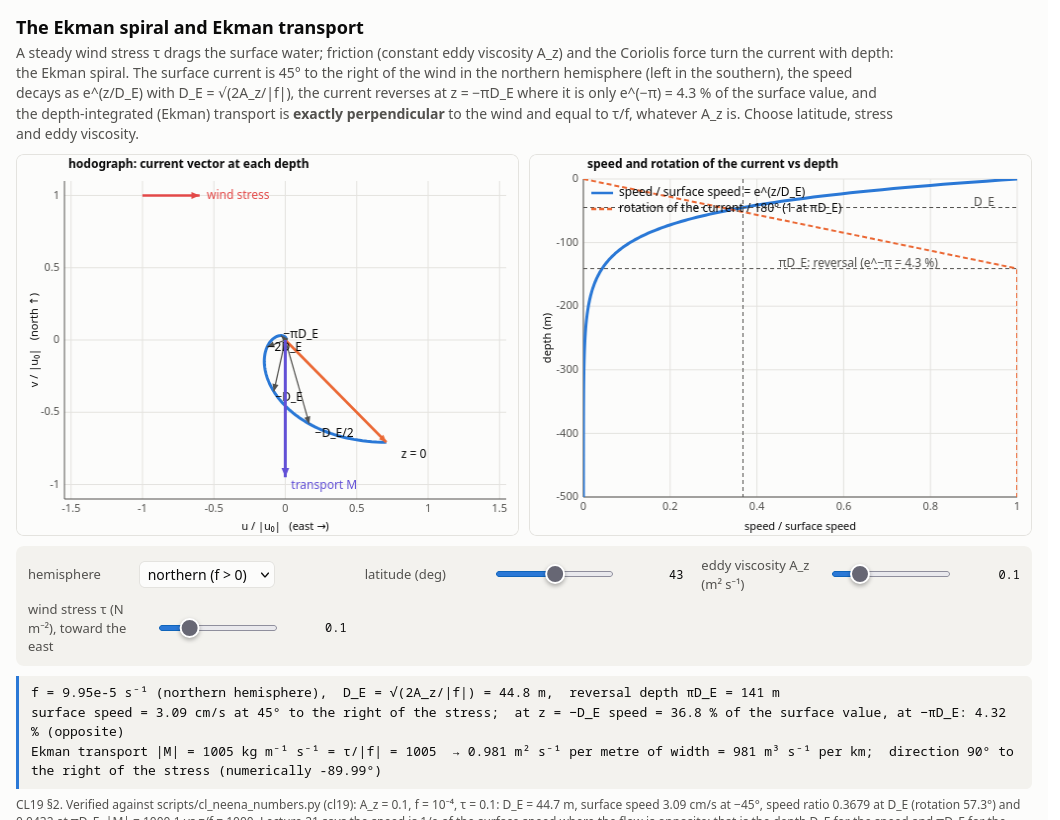 The Ekman spiral and Ekman transport
A steady wind stress τ drags the surface water; friction (constant eddy viscosity A_z) and the Coriolis force turn the current with depth:
the Ekman spiral. The surface current is 45° to the right of the wind in the northern hemisphere (left in the southern), the speed
decays as e^(z/D_E) with D_E = √(2A_z/|f|), the current reverses at z = −πD_E where it is only e^(−π) = 4.3 % of the surface value, and
the depth-integrated (Ekman) transport is exactly perpendicular to the wind and equal to τ/f, whatever A_z is. Choose latitude, stress
and eddy viscosity.
hodograph: current vector at each depth
wind stress
1
0.5
0
-0.5
-1
v / |u₀|   (north ↑)
−πD_E
−2D_E
−D_E
−D_E/2
z = 0
transport M
-1.5
-1
-0.5
0
0.5
1
1.5
u / |u₀|   (east →)
speed and rotation of the current vs depth
speed / surface speed = e^(z/D_E)
rotation of the current / 180° (1 at πD_E)
D_E
πD_E: reversal (e^−π = 4.3 %)
0
-100
-200
-300
-400
-500
depth (m)
0
0.2
0.4
0.6
0.8
1
speed / surface speed
hemisphere
northern (f > 0)
latitude (deg)
43
eddy viscosity A_z
(m² s⁻¹)
0.1
wind stress τ (N
m⁻²), toward the
east
0.1
f = 9.95e-5 s⁻¹ (northern hemisphere),  D_E = √(2A_z/|f|) = 44.8 m,  reversal depth πD_E = 141 m
surface speed = 3.09 cm/s at 45° to the right of the stress;  at z = −D_E speed = 36.8 % of the surface value, at −πD_E: 4.32
% (opposite)
Ekman transport |M| = 1005 kg m⁻¹ s⁻¹ = τ/|f| = 1005  → 0.981 m² s⁻¹ per metre of width = 981 m³ s⁻¹ per km;  direction 90° to
the right of the stress (numerically -89.99°)
CL19 §2. Verified against scripts/cl_neena_numbers.py (cl19): A_z = 0.1, f = 10⁻⁴, τ = 0.1: D_E = 44.7 m, surface speed 3.09 cm/s at −45°, speed ratio 0.3679 at D_E (rotation 57.3°) and